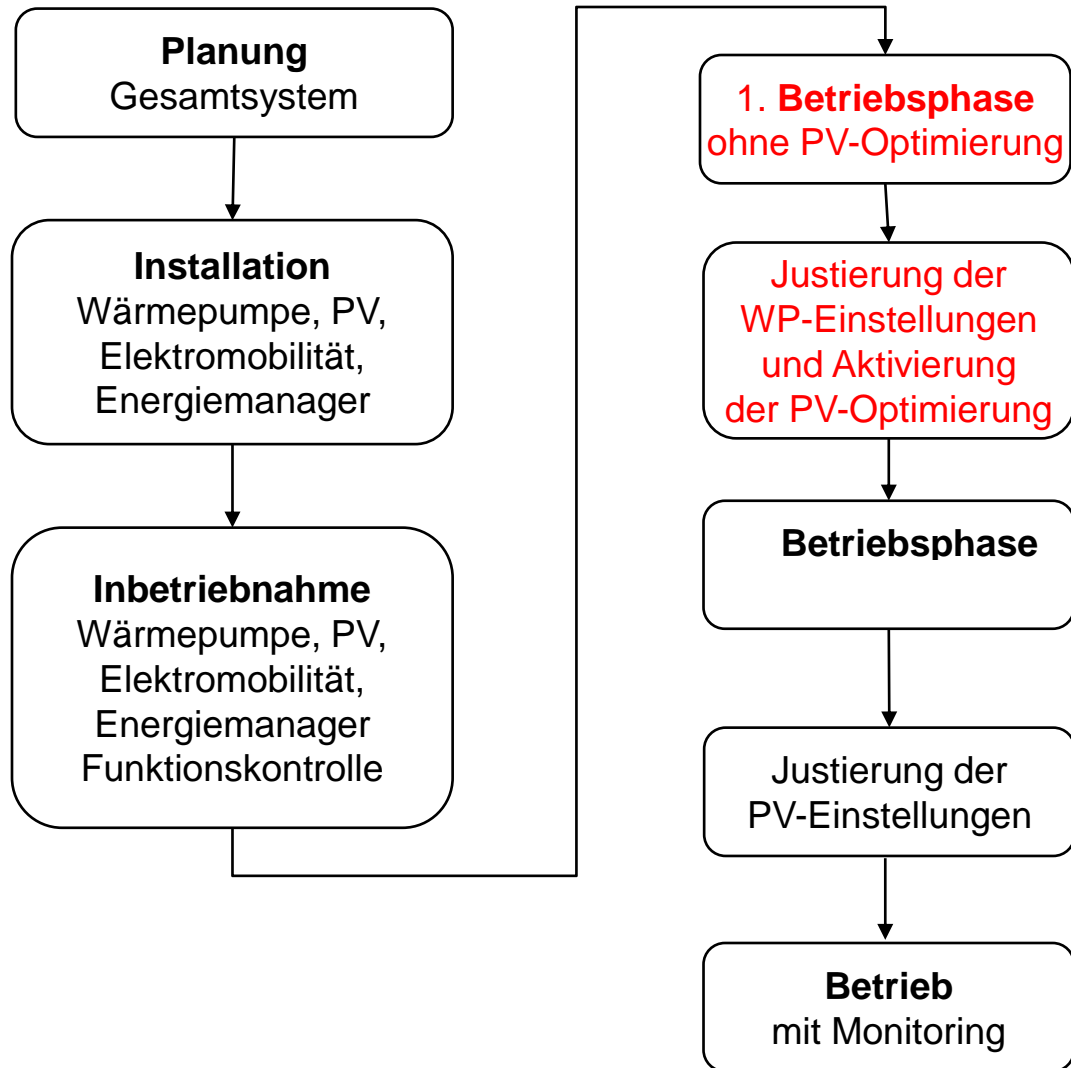 Planung
Gesamtsystem
Installation
Wärmepumpe, PV,
Elektromobilität,
Energiemanager
Inbetriebnahme
Wärmepumpe, PV,
Elektromobilität,
Energiemanager
Funktionskontrolle
1. Betriebsphase
ohne PV-Optimierung
Justierung der
WP-Einstellungen
und Aktivierung
der PV-Optimierung
Betriebsphase
Justierung der
PV-Einstellungen
Betrieb
mit Monitoring